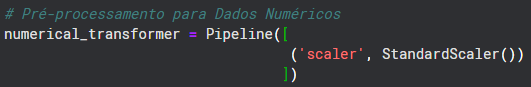 # Pré-processamento para Dados Numéricos
numerical_transformer = Pipeline([
('scaler', StandardScaler())
])